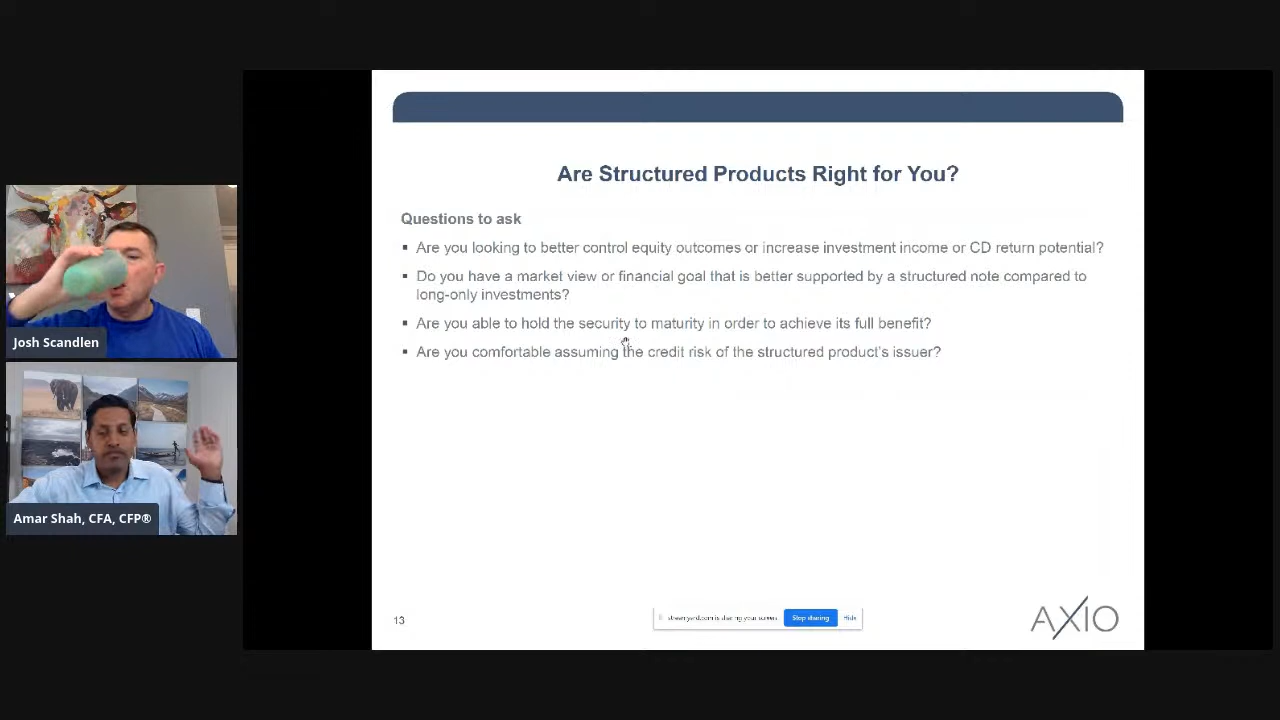 Are Structured Products Right for You?
Questions to ask
▪ Are you looking to better control equity outcomes or increase investment income or CD return potential?
▪ Do you have a market view or financial goal that is better supported by a structured note compared to
long-only investments?
▪ Are you able to hold the security to maturity in order to achieve its full benefit?
▪ Are you comfortable assuming the credit risk of the structured product's issuer?
Josh Scandlen
Amar Shah, CFA, CFP®
13
is sharing your screen.
Stop sharing
Hide
AXIO